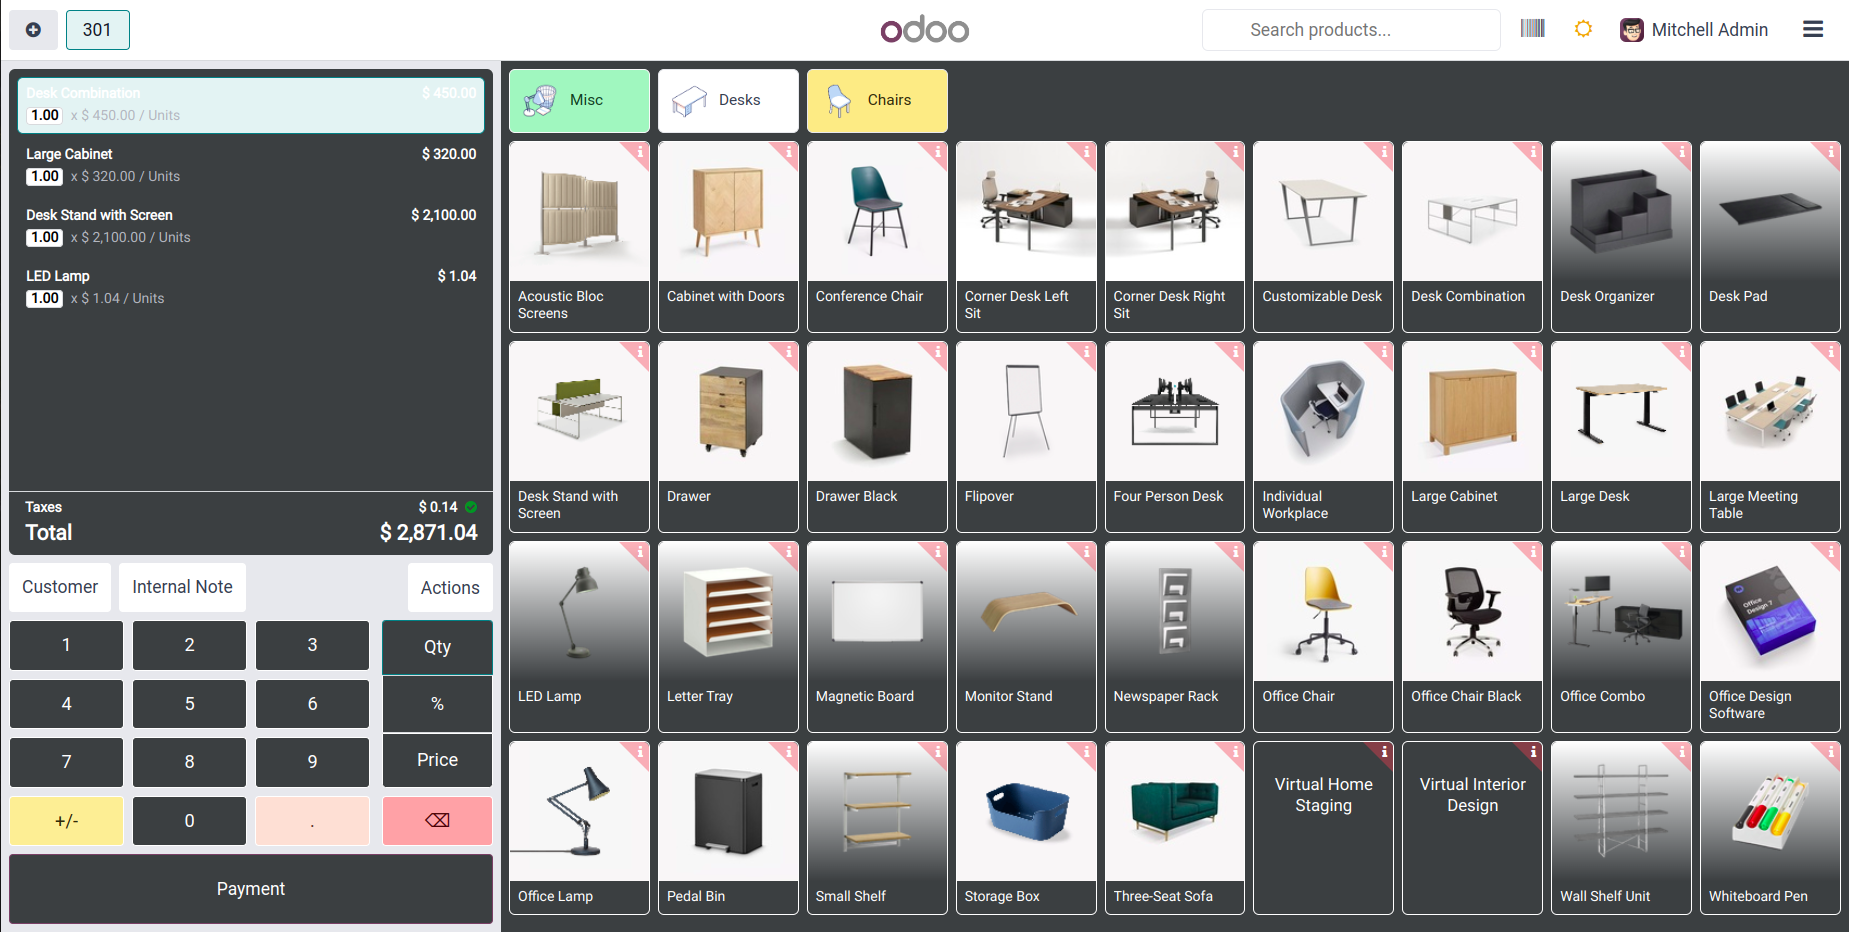 301
odoo
Search products...
Mitchell Admin
Desk Combination $ 450.00
1.00 x $ 450.00 / Units
Large Cabinet $ 320.00
1.00 x $ 320.00 / Units
Desk Stand with Screen $ 2,100.00
1.00 x $ 2,100.00 / Units
LED Lamp $ 1.04
1.00 x $ 1.04 / Units
Taxes $ 0.14
Total $ 2,871.04
Customer Internal Note Actions
1 2 3 Qty
4 5 6 %
7 8 9 Price
+/- 0 .
Payment
Misc Desks Chairs
Acoustic Bloc
Screens
Cabinet with Doors
Conference Chair
Corner Desk Left
Sit
Corner Desk Right
Sit
Customizable Desk
Desk Combination
Desk Organizer
Desk Pad
Desk Stand with
Screen
Drawer
Drawer Black
Flipover
Four Person Desk
Individual
Workplace
Large Cabinet
Large Desk
Large Meeting
Table
LED Lamp
Letter Tray
Magnetic Board
Monitor Stand
Newspaper Rack
Office Chair
Office Chair Black
Office Combo
Office
Design 7
Office Design
Software
Office Lamp
Pedal Bin
Small Shelf
Storage Box
Three-Seat Sofa
Virtual Home
Staging
Virtual Interior
Design
Wall Shelf Unit
Whiteboard Pen